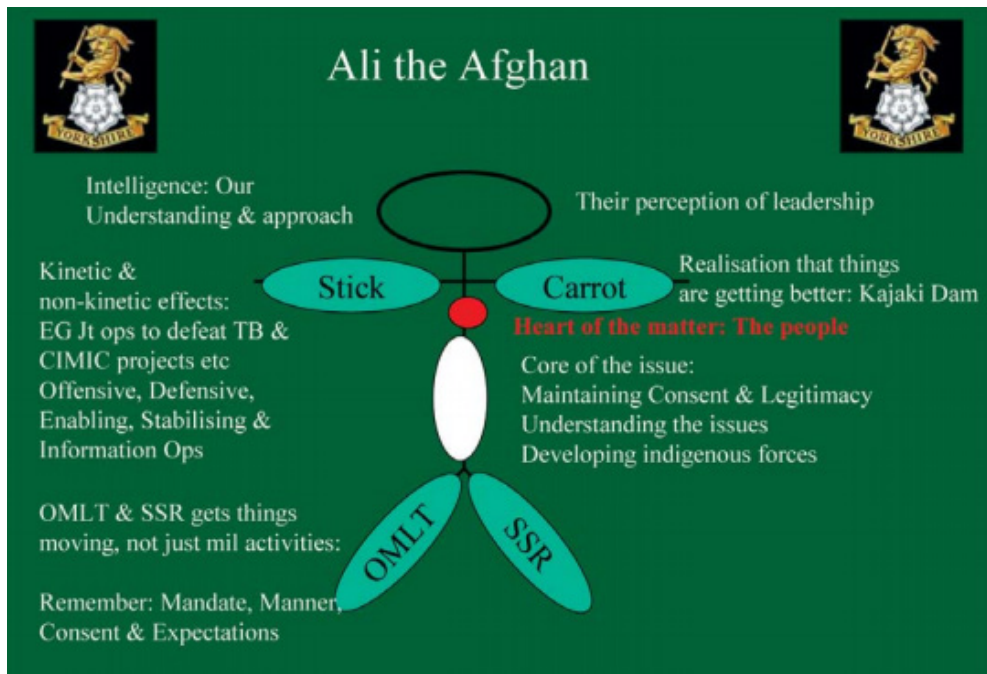 Ali the Afghan
YORKSHIRE
YORKSHIRE
Intelligence: Our
Understanding & approach
Their perception of leadership
Kinetic &
non-kinetic effects:
EG Jt ops to defeat TB &
CIMIC projects etc
Offensive, Defensive,
Enabling, Stabilising &
Information Ops
Stick
Carrot
Realisation that things
are getting better: Kajaki Dam
Heart of the matter: The people
Core of the issue:
Maintaining Consent & Legitimacy
Understanding the issues
Developing indigenous forces
OMLT & SSR gets things
moving, not just mil activities:
Remember: Mandate, Manner,
Consent & Expectations
OMLT
SSR